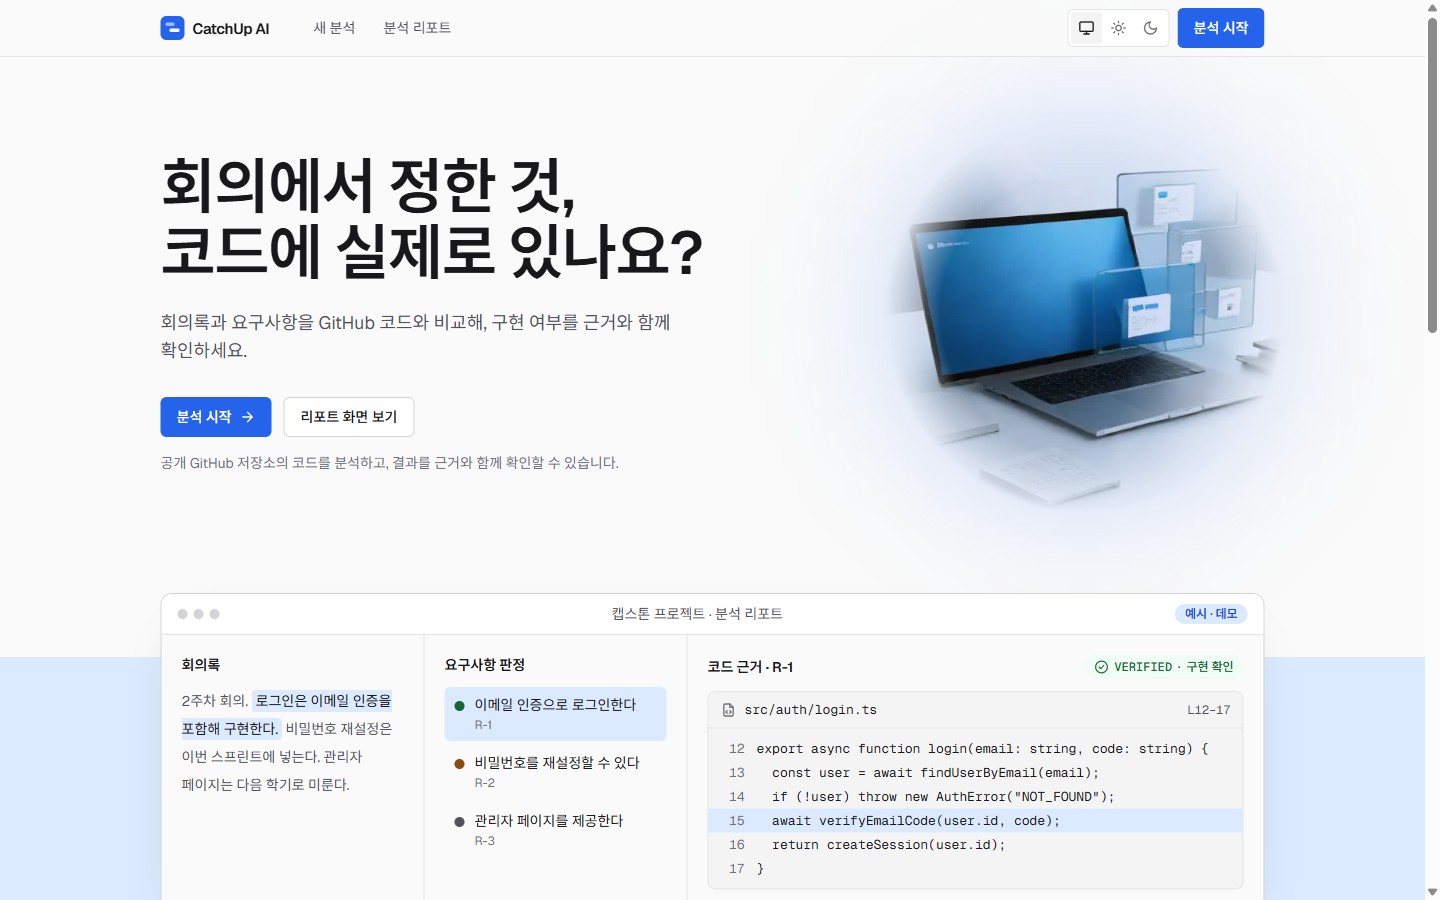 CatchUp AI
새 분석
분석 리포트
분석 시작
회의에서 정한 것,
코드에 실제로 있나요?
회의록과 요구사항을 GitHub 코드와 비교해, 구현 여부를 근거와 함께
확인하세요.
분석 시작 →
리포트 화면 보기
공개 GitHub 저장소의 코드를 분석하고, 결과를 근거와 함께 확인할 수 있습니다.
캡스톤 프로젝트 · 분석 리포트
예시 · 데모
회의록
2주차 회의. 로그인은 이메일 인증을
포함해 구현한다. 비밀번호 재설정은
이번 스프린트에 넣는다. 관리자
페이지는 다음 학기로 미룬다.
요구사항 판정
이메일 인증으로 로그인한다
R-1
비밀번호를 재설정할 수 있다
R-2
관리자 페이지를 제공한다
R-3
코드 근거 · R-1
VERIFIED · 구현 확인
src/auth/login.ts
L12–17
12 export async function login(email: string, code: string) {
13 const user = await findUserByEmail(email);
14 if (!user) throw new AuthError("NOT_FOUND");
15 await verifyEmailCode(user.id, code);
16 return createSession(user.id);
17 }